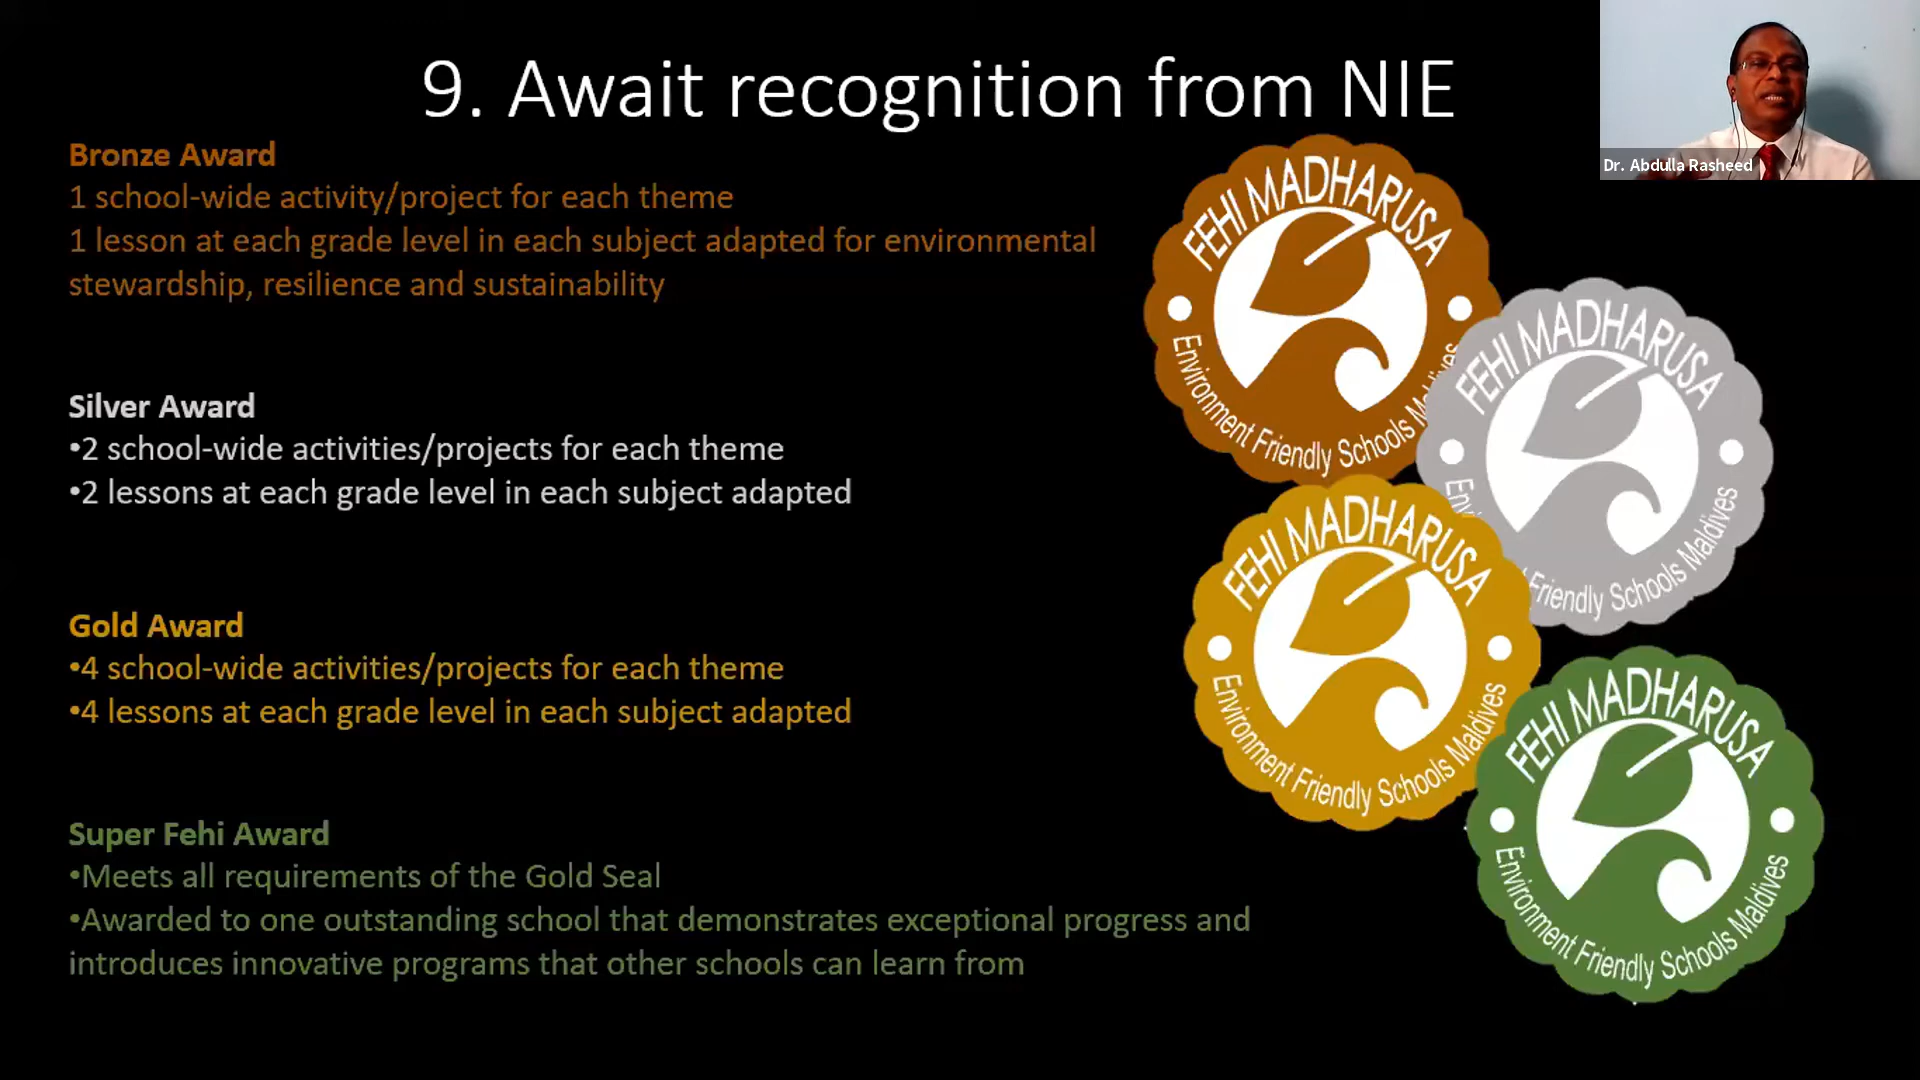 9. Await recognition from NIE
Dr. Abdulla Rasheed
Bronze Award
1 school-wide activity/project for each theme
1 lesson at each grade level in each subject adapted for environmental
stewardship, resilience and sustainability
Silver Award
•2 school-wide activities/projects for each theme
•2 lessons at each grade level in each subject adapted
Gold Award
•4 school-wide activities/projects for each theme
•4 lessons at each grade level in each subject adapted
Super Fehi Award
•Meets all requirements of the Gold Seal
•Awarded to one outstanding school that demonstrates exceptional progress and
introduces innovative programs that other schools can learn from
FEHI MADHARUSA
Environment Friendly Schools
FEHI MADHARUSA
Friendly Schools Maldives
FEHI MADHARUSA
Environment Friendly Schools Maldives
FEHI MADHARUSA
Environment Friendly Schools Maldives